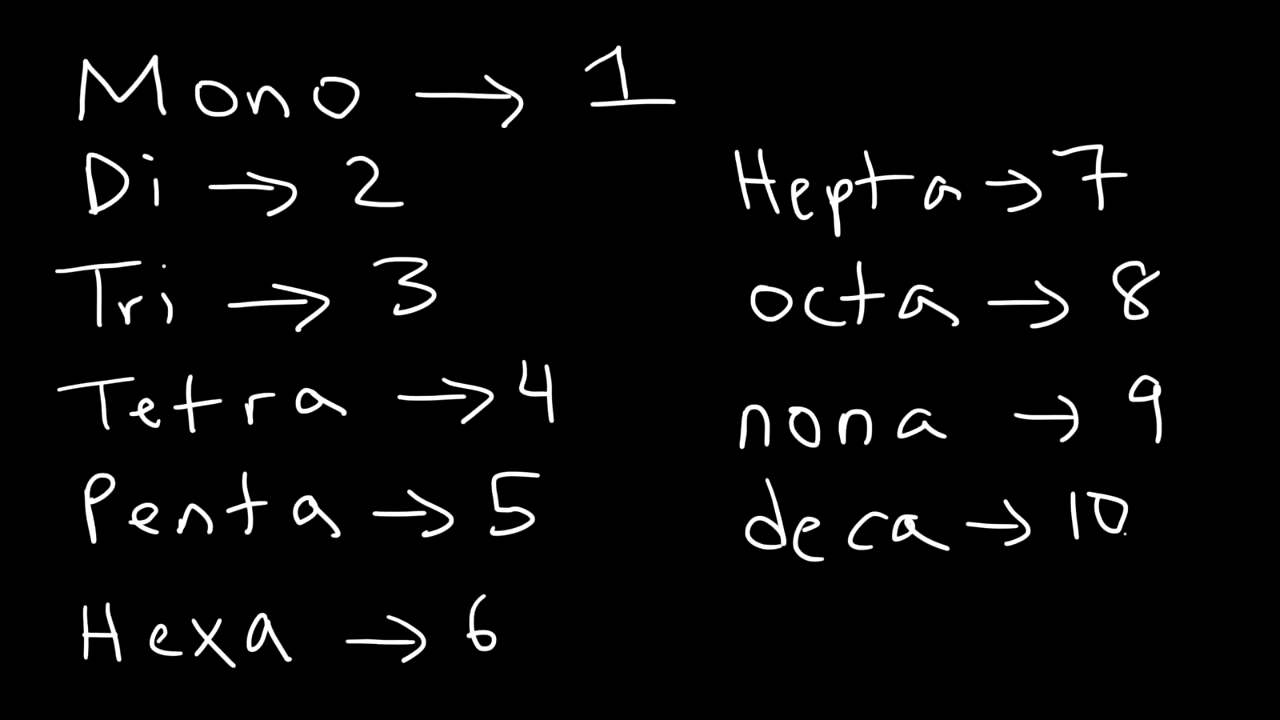 Mono → 1
Di → 2
Tri → 3
Tetra → 4
Penta → 5
Hexa → 6
Hepta → 7
octa → 8
nona → 9
deca → 10